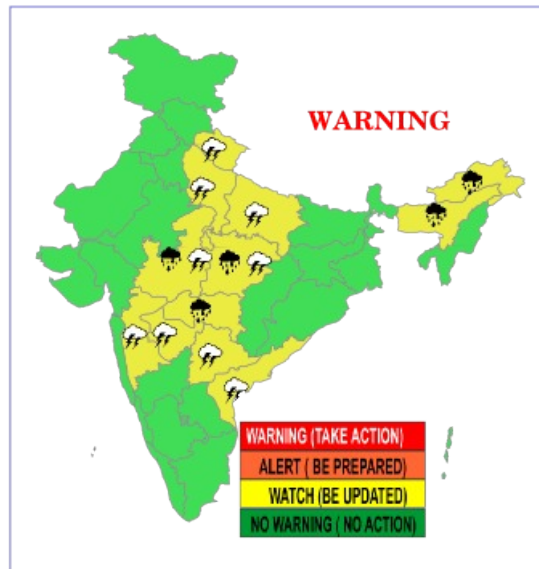 WARNING
WARNING (TAKE ACTION)
ALERT ( BE PREPARED)
WATCH (BE UPDATED)
NO WARNING ( NO ACTION)